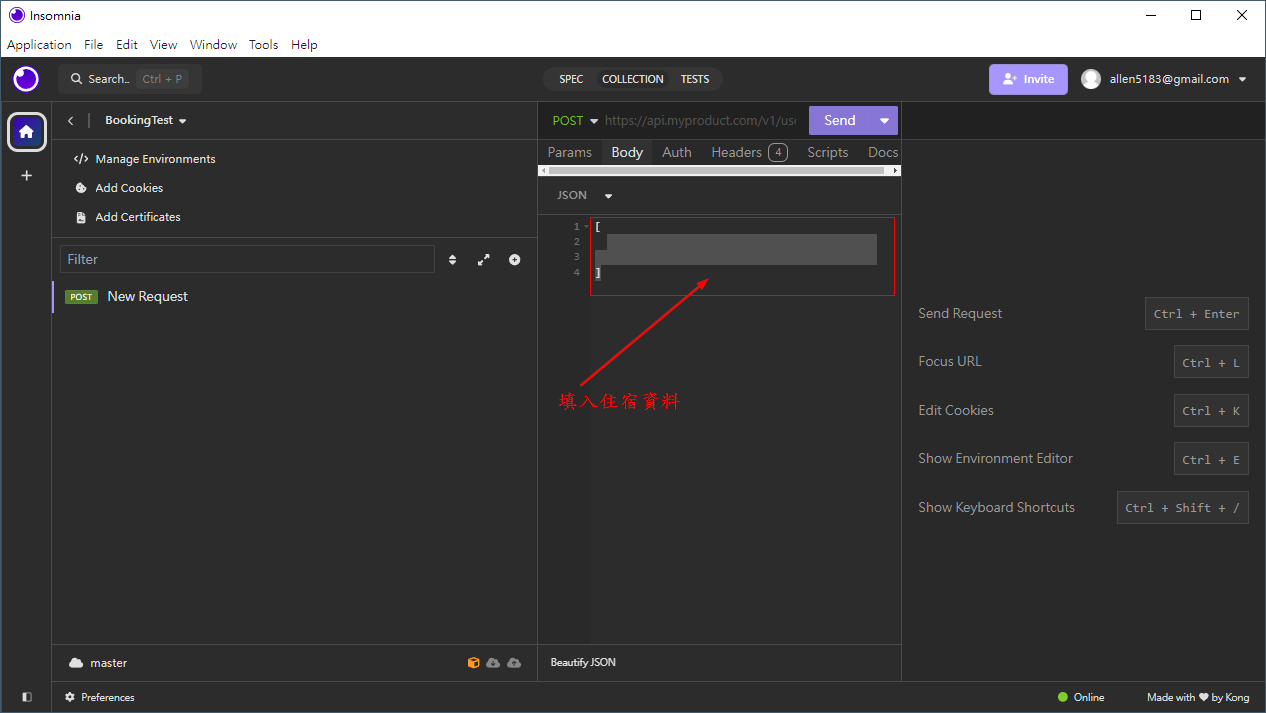 Insomnia
Application File Edit View Window Tools Help
Search.. Ctrl + P
SPEC COLLECTION TESTS
Invite
allen5183@gmail.com
BookingTest
POST https://api.myproduct.com/v1/use
Send
Manage Environments
Add Cookies
Add Certificates
Params Body Auth Headers 4 Scripts Docs
JSON
Filter
POST New Request
1 [
2
3
4 ]
填入住宿資料
Send Request Ctrl + Enter
Focus URL Ctrl + L
Edit Cookies Ctrl + K
Show Environment Editor Ctrl + E
Show Keyboard Shortcuts Ctrl + Shift + /
master
Beautify JSON
Preferences
Online
Made with ♥ by Kong